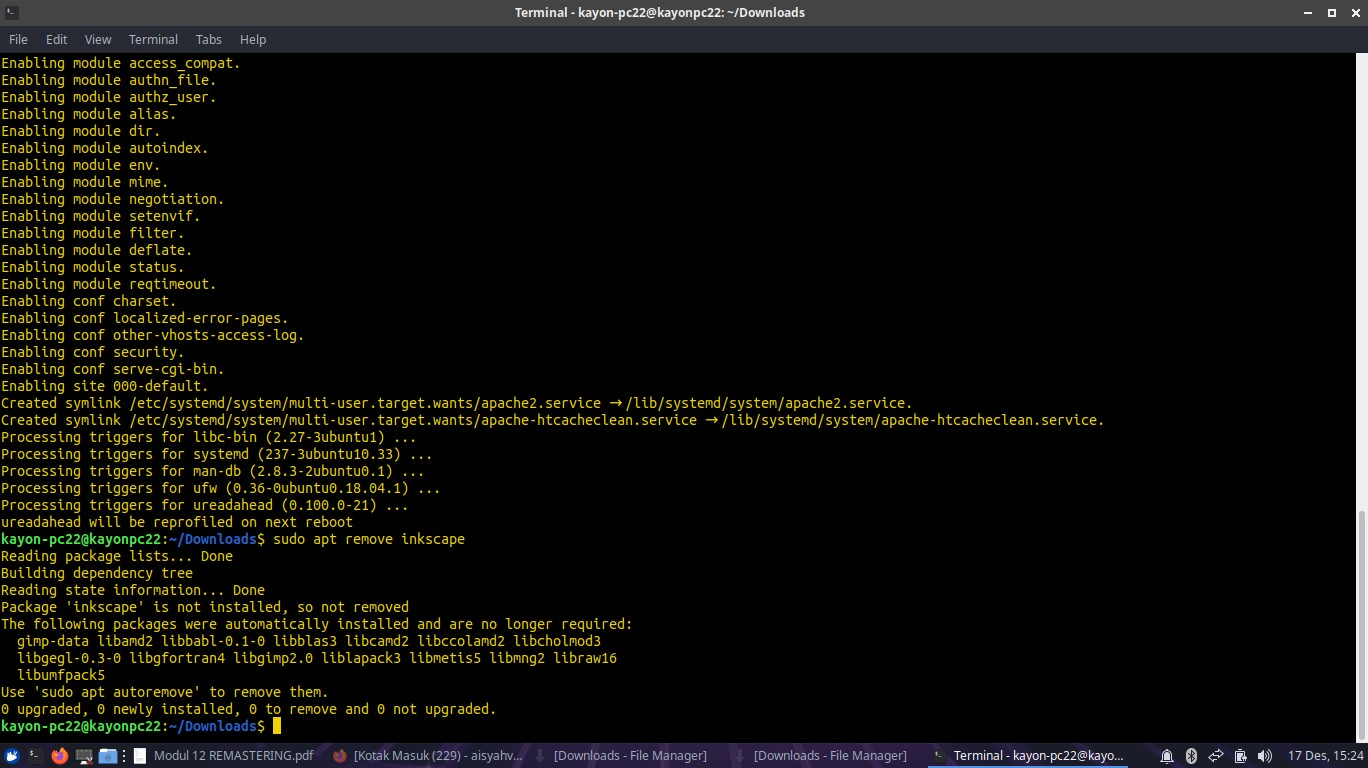 Terminal - kayon-pc22@kayonpc22: ~/Downloads
File Edit View Terminal Tabs Help
Enabling module access_compat.
Enabling module authn_file.
Enabling module authz_user.
Enabling module alias.
Enabling module dir.
Enabling module autoindex.
Enabling module env.
Enabling module mime.
Enabling module negotiation.
Enabling module setenvif.
Enabling module filter.
Enabling module deflate.
Enabling module status.
Enabling module reqtimeout.
Enabling conf charset.
Enabling conf localized-error-pages.
Enabling conf other-vhosts-access-log.
Enabling conf security.
Enabling conf serve-cgi-bin.
Enabling site 000-default.
Created symlink /etc/systemd/system/multi-user.target.wants/apache2.service → /lib/systemd/system/apache2.service.
Created symlink /etc/systemd/system/multi-user.target.wants/apache-htcacheclean.service → /lib/systemd/system/apache-htcacheclean.service.
Processing triggers for libc-bin (2.27-3ubuntu1) ...
Processing triggers for systemd (237-3ubuntu10.33) ...
Processing triggers for man-db (2.8.3-2ubuntu0.1) ...
Processing triggers for ufw (0.36-0ubuntu0.18.04.1) ...
Processing triggers for ureadahead (0.100.0-21) ...
ureadahead will be reprofiled on next reboot
kayon-pc22@kayonpc22:~/Downloads$ sudo apt remove inkscape
Reading package lists... Done
Building dependency tree
Reading state information... Done
Package 'inkscape' is not installed, so not removed
The following packages were automatically installed and are no longer required:
gimp-data libamd2 libbabl-0.1-0 libblas3 libcamd2 libccolamd2 libcholmod3
libgegl-0.3-0 libgfortran4 libgimp2.0 liblapack3 libmetis5 libmng2 libraw16
libumfpack5
Use 'sudo apt autoremove' to remove them.
0 upgraded, 0 newly installed, 0 to remove and 0 not upgraded.
kayon-pc22@kayonpc22:~/Downloads$
Modul 12 REMASTERING.pdf [Kotak Masuk (229) - aisyahv... [Downloads - File Manager] [Downloads - File Manager] Terminal - kayon-pc22@kayo... 17 Des, 15:24